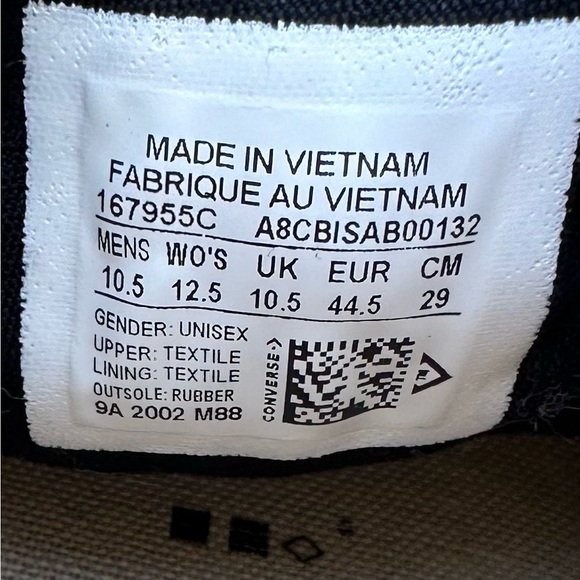 MADE IN VIETNAM
FABRIQUE AU VIETNAM
167955C A8CBISAB00132
MENS WO'S UK EUR CM
10.5 12.5 10.5 44.5 29
GENDER: UNISEX
UPPER: TEXTILE
LINING: TEXTILE
OUTSOLE: RUBBER
9A 2002 M88
CONVERSE